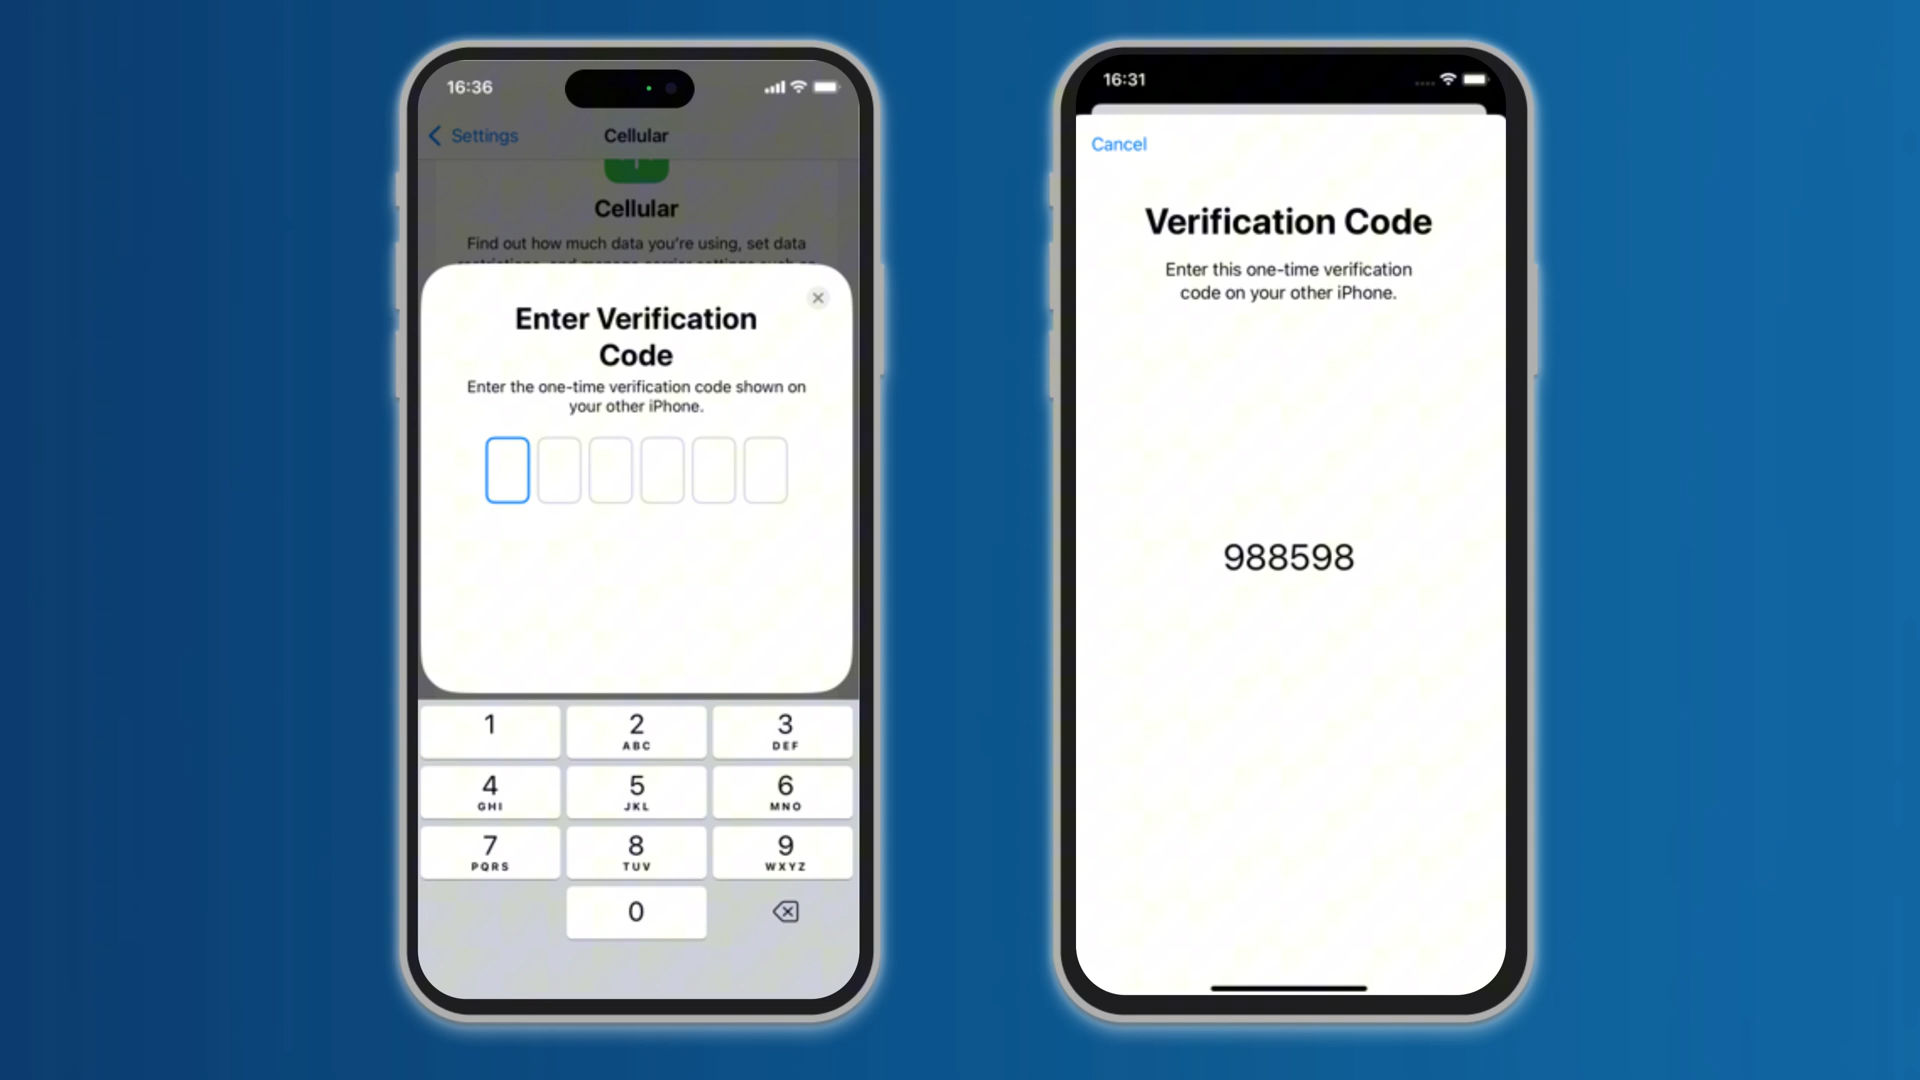 16:36
Settings
Cellular
Cellular
Find out how much data you're using, set data
Enter Verification
Code
Enter the one-time verification code shown on
your other iPhone.
1
2
ABC
3
DEF
4
GHI
5
JKL
6
MNO
7
PQRS
8
TUV
9
WXYZ
0
16:31
Cancel
Verification Code
Enter this one-time verification
code on your other iPhone.
988598